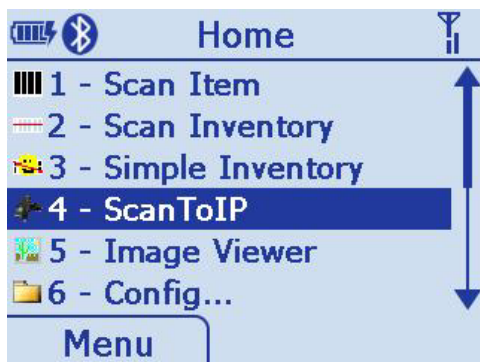 Home
1 - Scan Item
2 - Scan Inventory
3 - Simple Inventory
4 - ScanToIP
5 - Image Viewer
6 - Config...
Menu